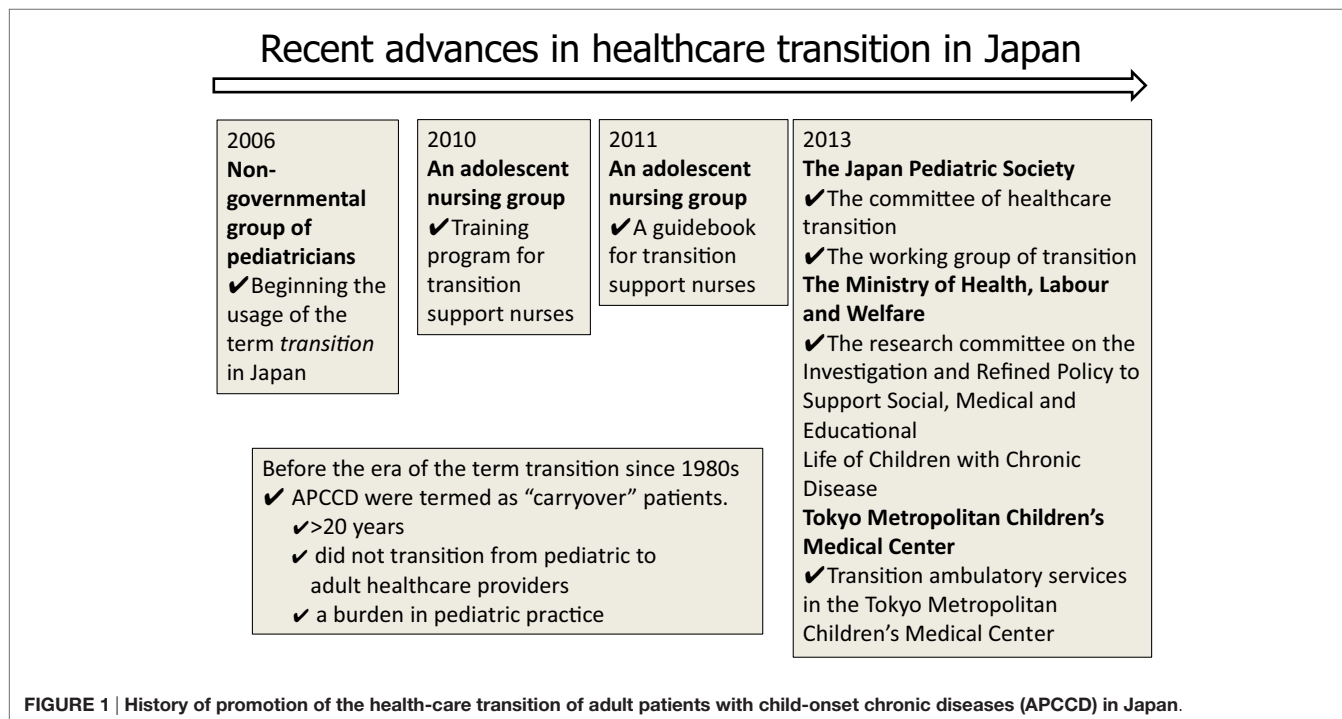 Recent advances in healthcare transition in Japan
2006
Non-
governmental
group of
pediatricians
✔Beginning the
usage of the
term transition
in Japan
2010
An adolescent
nursing group
✔Training
program for
transition
support nurses
2011
An adolescent
nursing group
✔A guidebook
for transition
support nurses
2013
The Japan Pediatric Society
✔The committee of healthcare
transition
✔The working group of transition
The Ministry of Health, Labour
and Welfare
✔The research committee on the
Investigation and Refined Policy to
Support Social, Medical and
Educational
Life of Children with Chronic
Disease
Tokyo Metropolitan Children’s
Medical Center
✔Transition ambulatory services
in the Tokyo Metropolitan
Children’s Medical Center
Before the era of the term transition since 1980s
✔ APCCD were termed as “carryover” patients.
✔>20 years
✔ did not transition from pediatric to
adult healthcare providers
✔ a burden in pediatric practice
FIGURE 1 | History of promotion of the health-care transition of adult patients with child-onset chronic diseases (APCCD) in Japan.